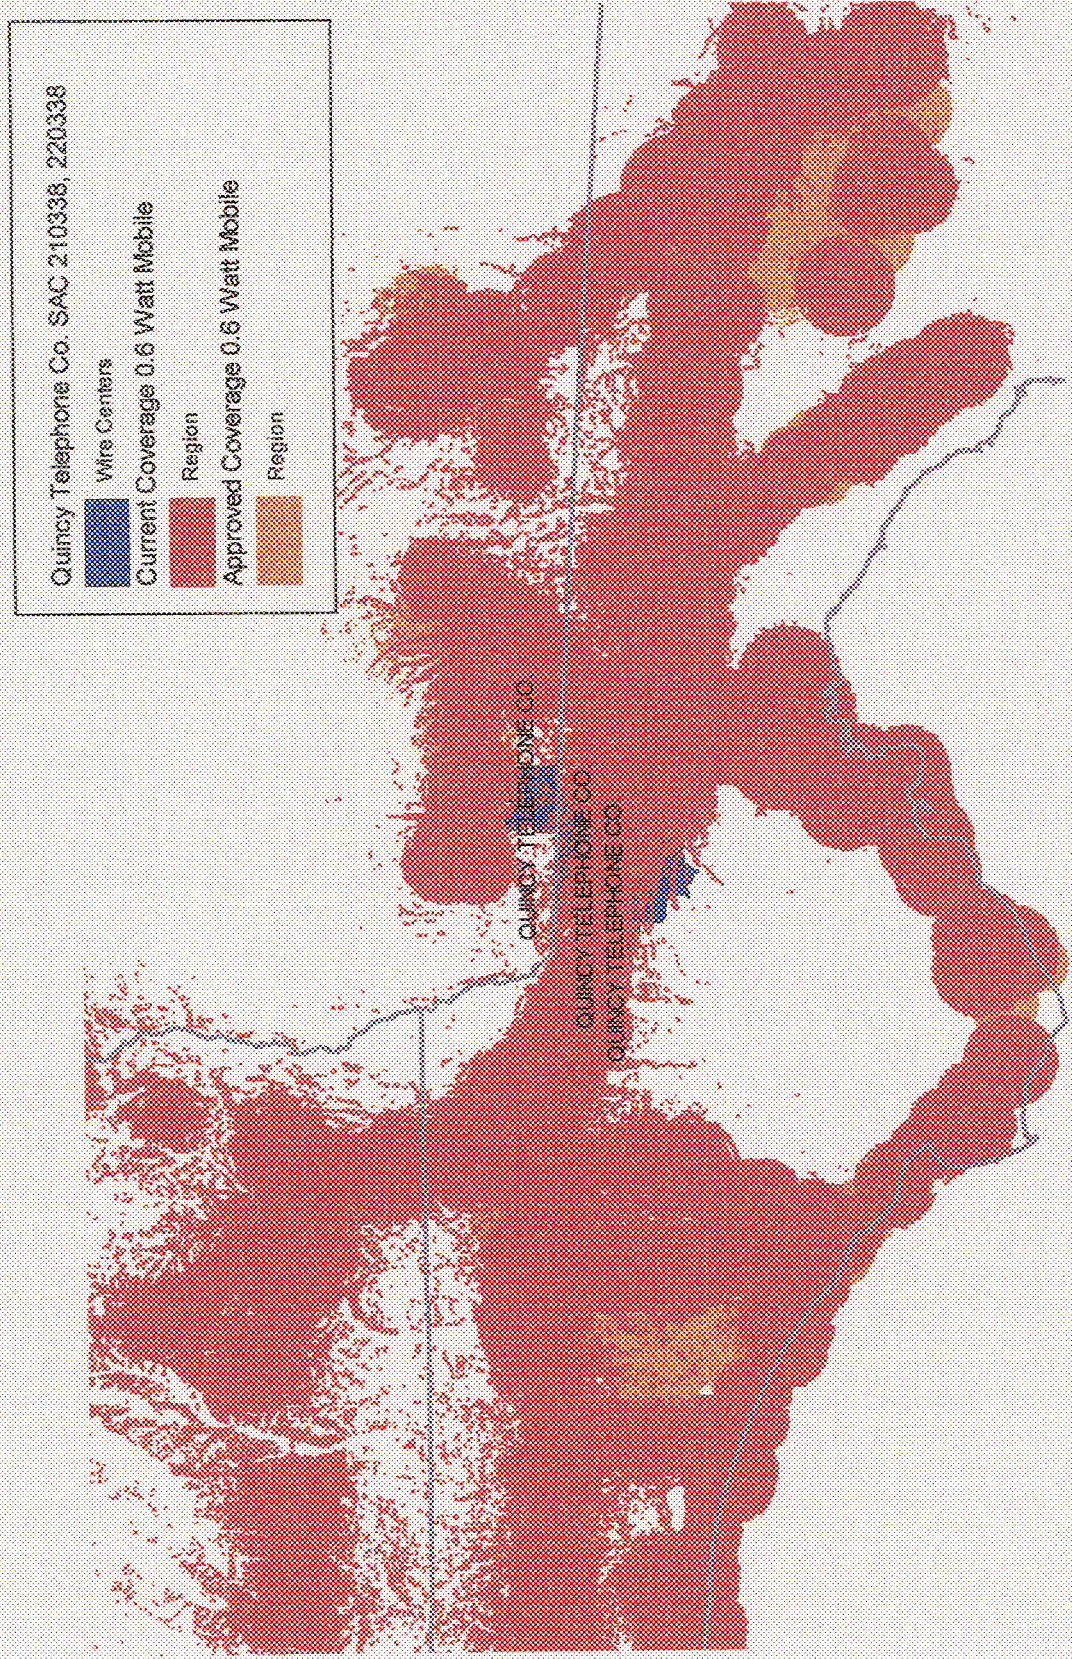 Quincy Telephone Co. SAC 210338, 220338
Wire Centers
Current Coverage 0.6 Watt Mobile
Region
Approved Coverage 0.6 Watt Mobile
Region
QUINCY TELEPHONE CO
QUINCY TELEPHONE CO
QUINCY TELEPHONE CO